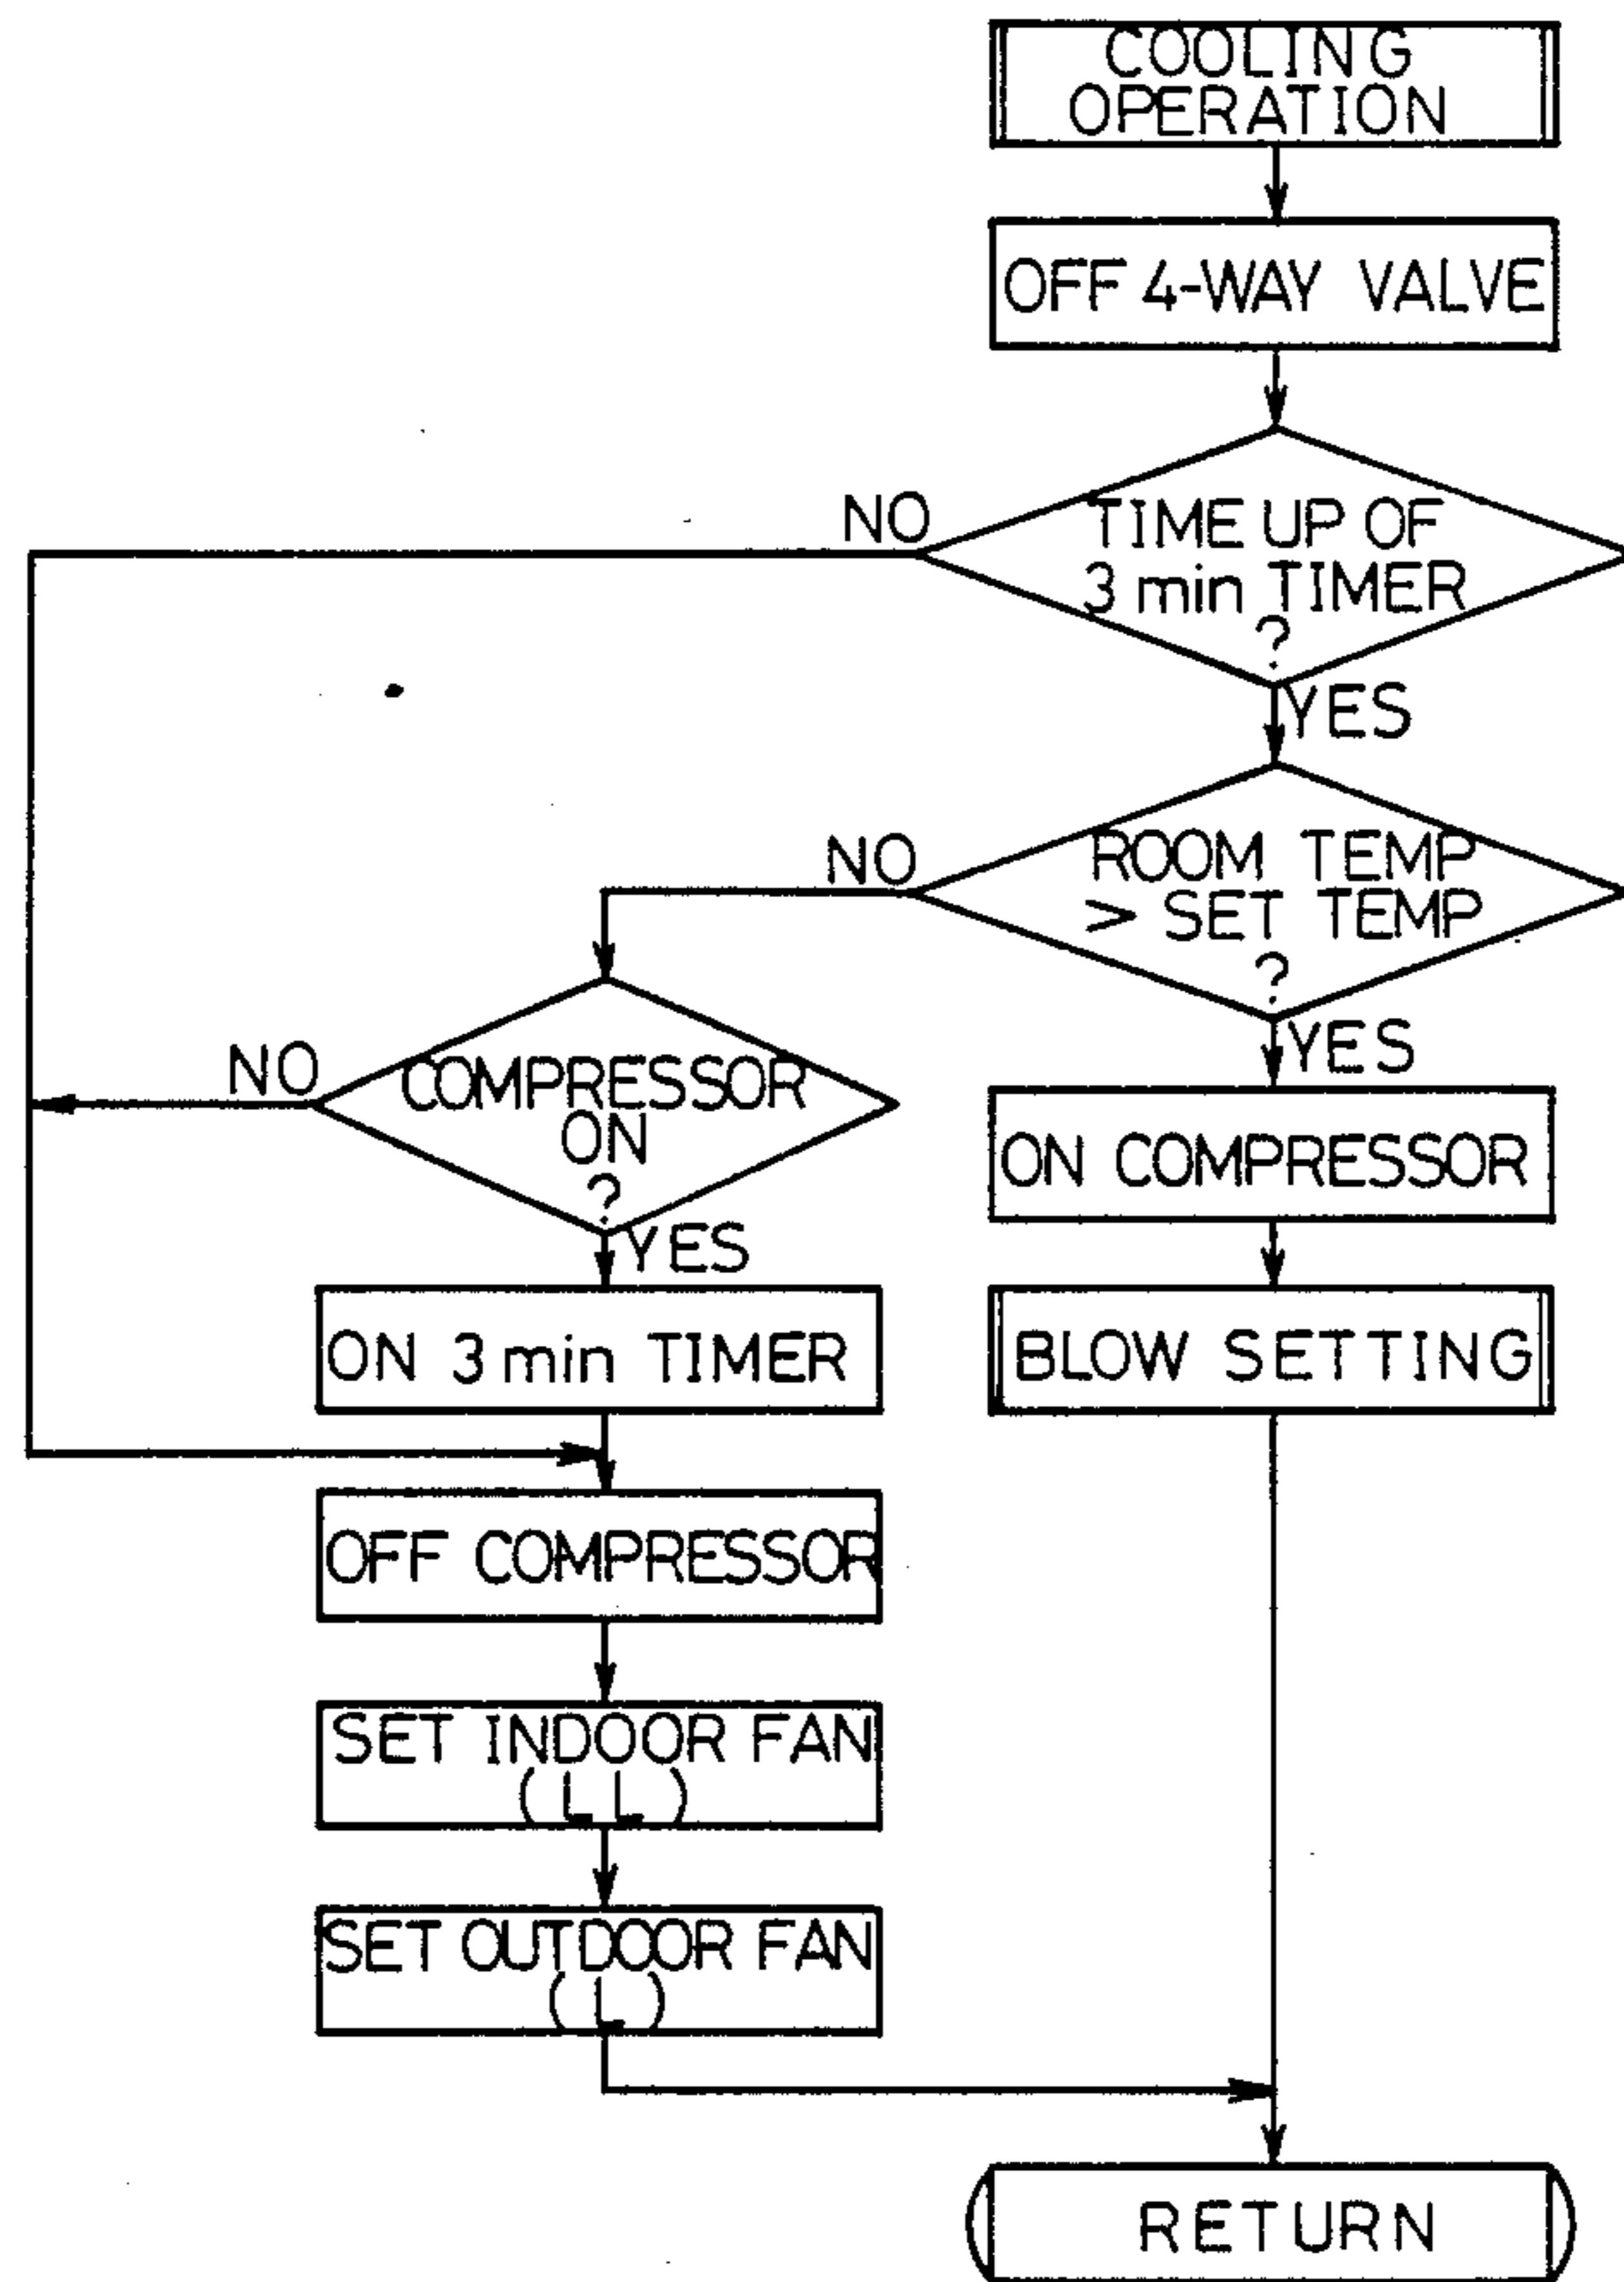 COOLING
OPERATION
OFF 4-WAY VALVE
NO
TIME UP OF
3 min TIMER
?
YES
NO
ROOM TEMP
> SET TEMP
?
YES
NO
COMPRESSOR
ON
?
YES
ON COMPRESSOR
ON 3 min TIMER
BLOW SETTING
OFF COMPRESSOR
SET INDOOR FAN
(LL)
SET OUTDOOR FAN
(L)
RETURN